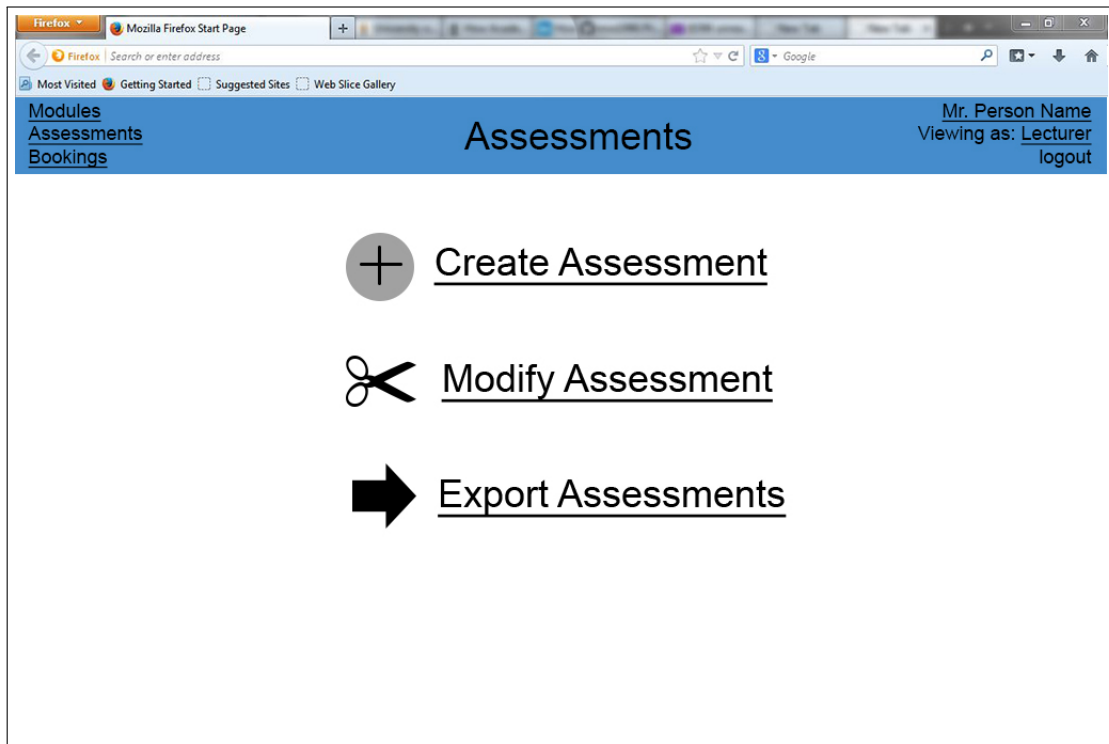 Firefox
Mozilla Firefox Start Page
Firefox Search or enter address
Google
Most Visited Getting Started Suggested Sites Web Slice Gallery
Modules
Assessments
Bookings
Assessments
Mr. Person Name
Viewing as: Lecturer
logout
Create Assessment
Modify Assessment
Export Assessments